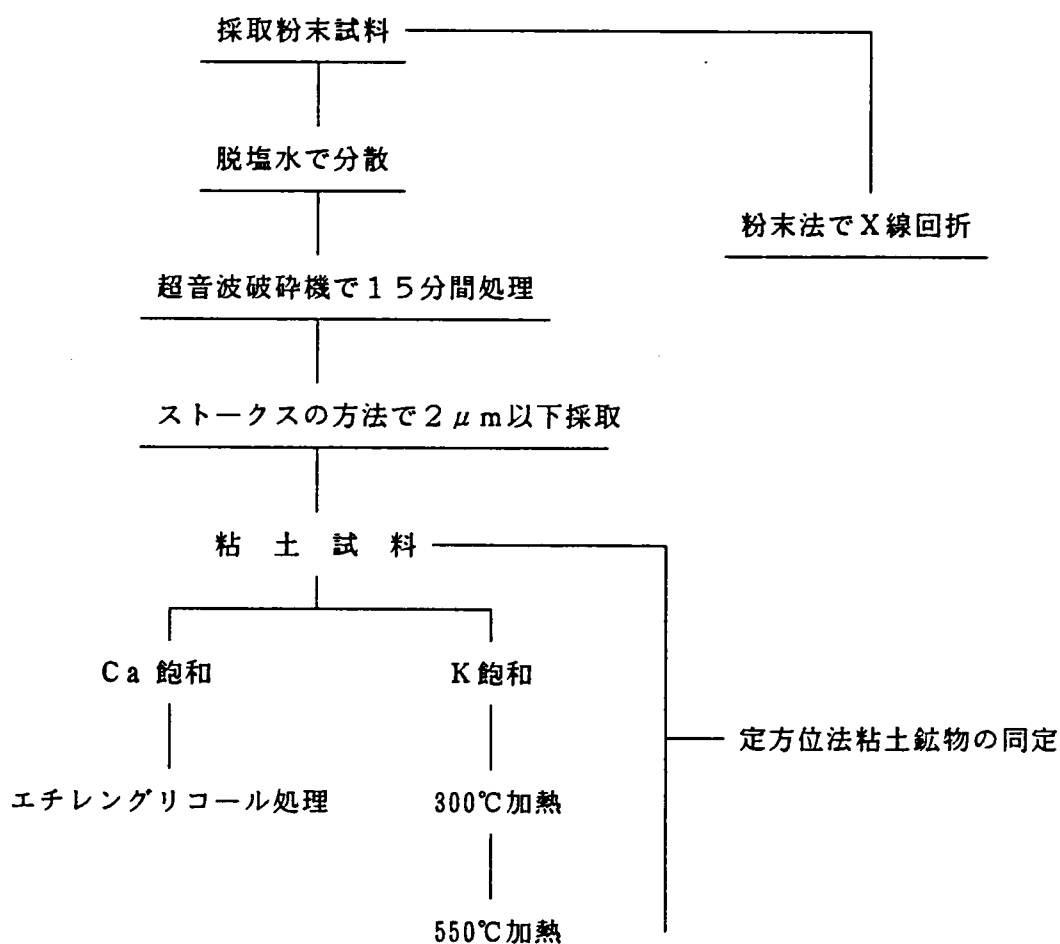 採取粉末試料
脱塩水で分散
粉末法でX線回折
超音波破砕機で15分間処理
ストークスの方法で2μm以下採取
粘 土 試 料
Ca 飽和
K飽和
定方位法粘土鉱物の同定
エチレングリコール処理
300℃加熱
550℃加熱